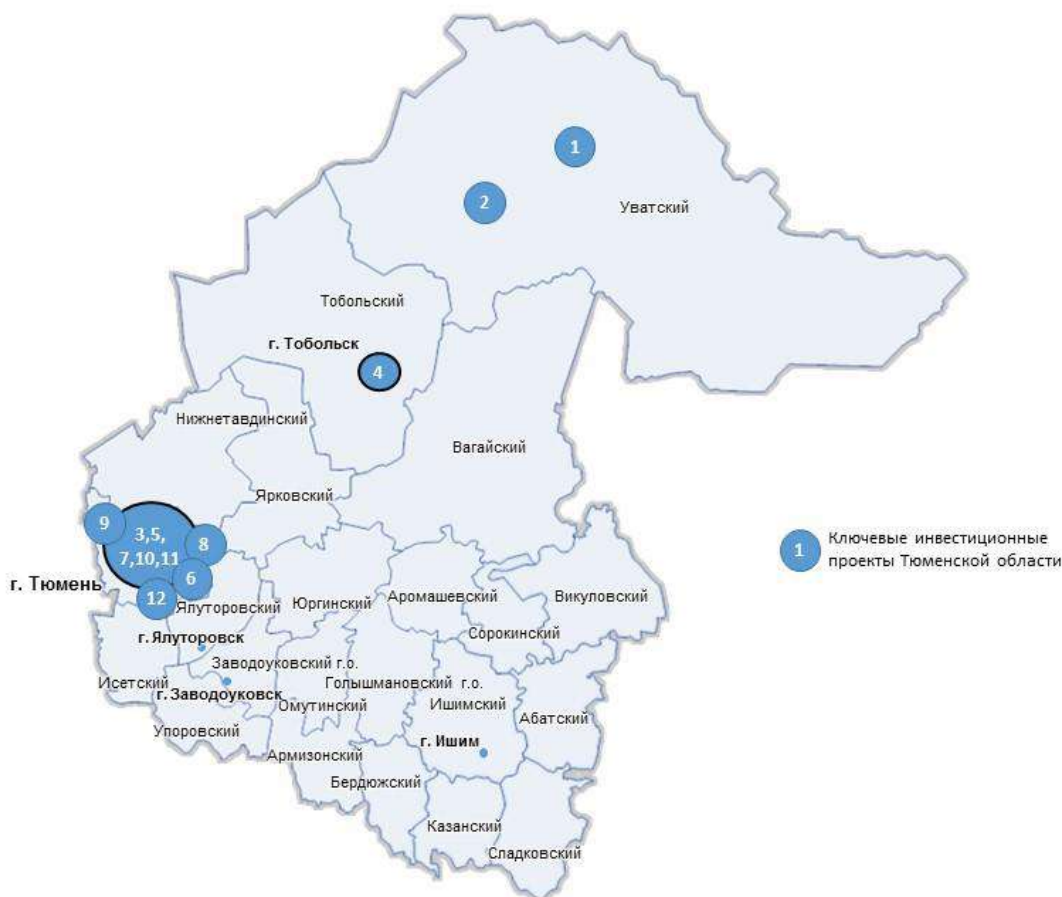 1
2
Уватский
Тобольский
г. Тобольск
4
Нижнетавдинский
Вагайский
Ярковский
9
3,5,
7,10,11
8
6
12
г. Тюмень
1
Ключевые инвестиционные
проекты Тюменской области
Ялуторовский
Юргинский
Аромашевский
Викуловский
Сорокинский
г. Ялуторовск
Заводоуковский г.о.
Исетский
г. Заводоуковск
Голышмановский г.о.
Омутинский
Ишимский
Абатский
Упоровский
г. Ишим
Армизонский
Бердюжский
Казанский
Сладковский